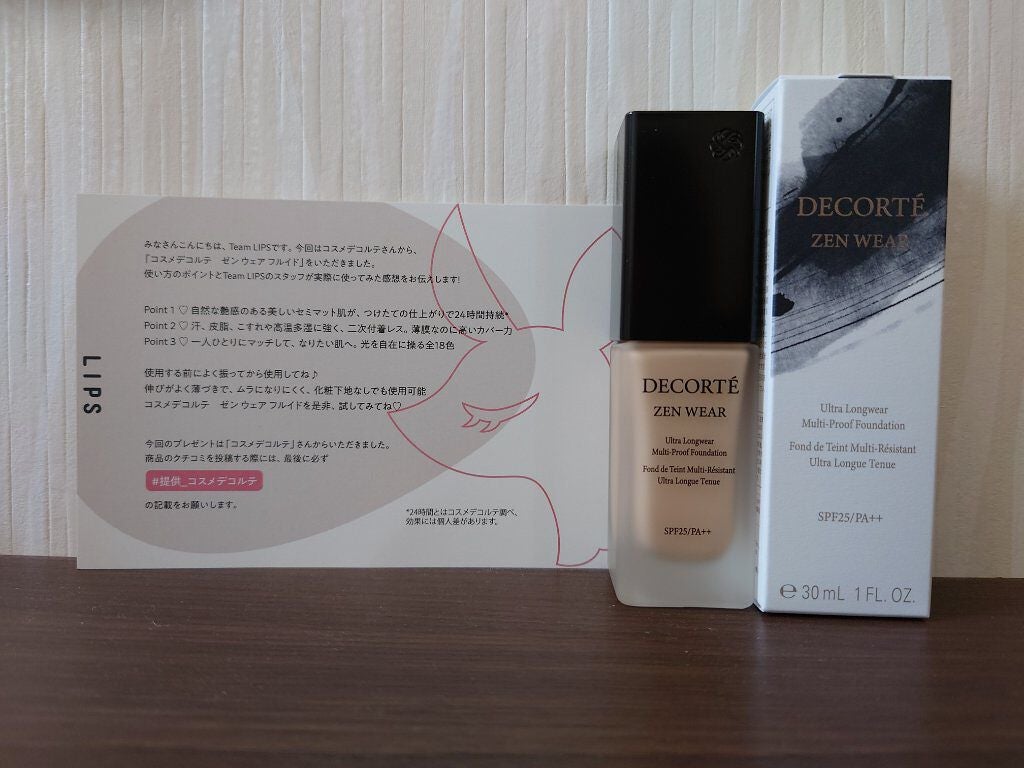 みなさんこんにちは、Team LIPSです。今回はコスメデコルテさんから、
「コスメデコルテ　ゼン ウェア フルイド」をいただきました。
使い方のポイントとTeam LIPSのスタッフが実際に使ってみた感想をお伝えします!
Point 1 ♡ 自然な艶感のある美しいセミマット肌が、つけたての仕上がりで24時間持続*
Point 2 ♡ 汗、皮脂、こすれや高温多湿に強く、二次付着レス。薄膜なのに高いカバー力
Point 3 ♡ 一人ひとりにマッチして、なりたい肌へ。光を自在に操る全18色
使用する前によく振ってから使用してね♪
伸びがよく薄づきで、ムラになりにくく、化粧下地なしでも使用可能
コスメデコルテ　ゼン ウェア フルイドを是非、試してみてね♡
今回のプレゼントは「コスメデコルテ」さんからいただきました。
商品のクチコミを投稿する際には、最後に必ず
#提供_コスメデコルテ
の記載をお願いします。
*24時間とはコスメデコルテ調べ、
効果には個人差があります。
LIPS
DECORTÉ
ZEN WEAR
Ultra Longwear
Multi-Proof Foundation
Fond de Teint Multi-Résistant
Ultra Longue Tenue
SPF25/PA++
DECORTÉ
ZEN WEAR
Ultra Longwear
Multi-Proof Foundation
Fond de Teint Multi-Résistant
Ultra Longue Tenue
SPF25/PA++
℮ 30 mL 1 FL. OZ.